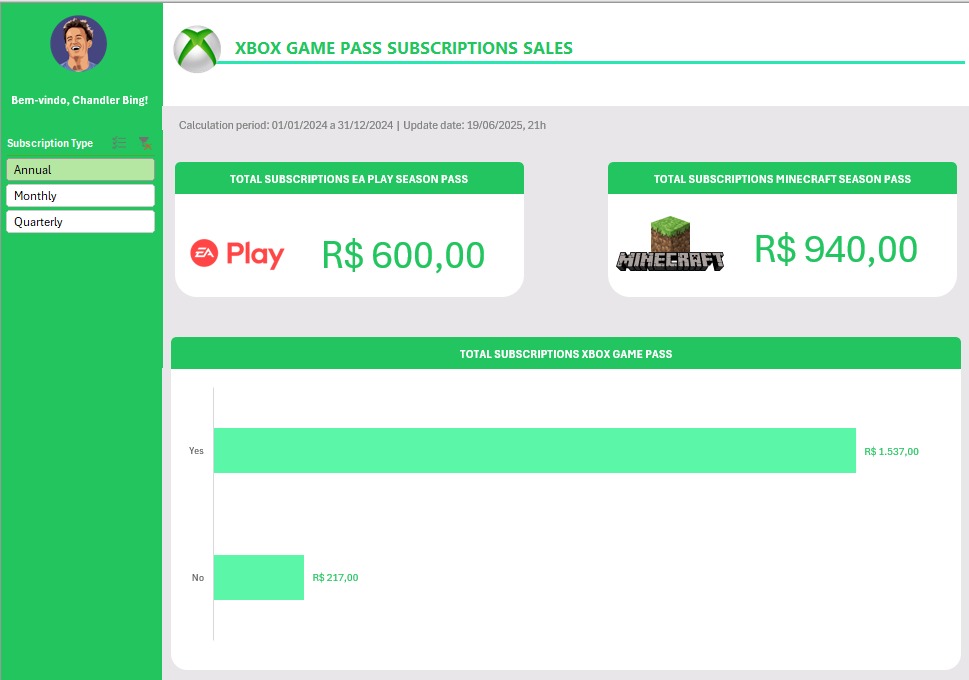 Bem-vindo, Chandler Bing!
Subscription Type
Annual
Monthly
Quarterly
XBOX GAME PASS SUBSCRIPTIONS SALES
Calculation period: 01/01/2024 a 31/12/2024 | Update date: 19/06/2025, 21h
TOTAL SUBSCRIPTIONS EA PLAY SEASON PASS
EA Play
R$ 600,00
TOTAL SUBSCRIPTIONS MINECRAFT SEASON PASS
MINECRAFT
R$ 940,00
TOTAL SUBSCRIPTIONS XBOX GAME PASS
Yes
R$ 1.537,00
No
R$ 217,00